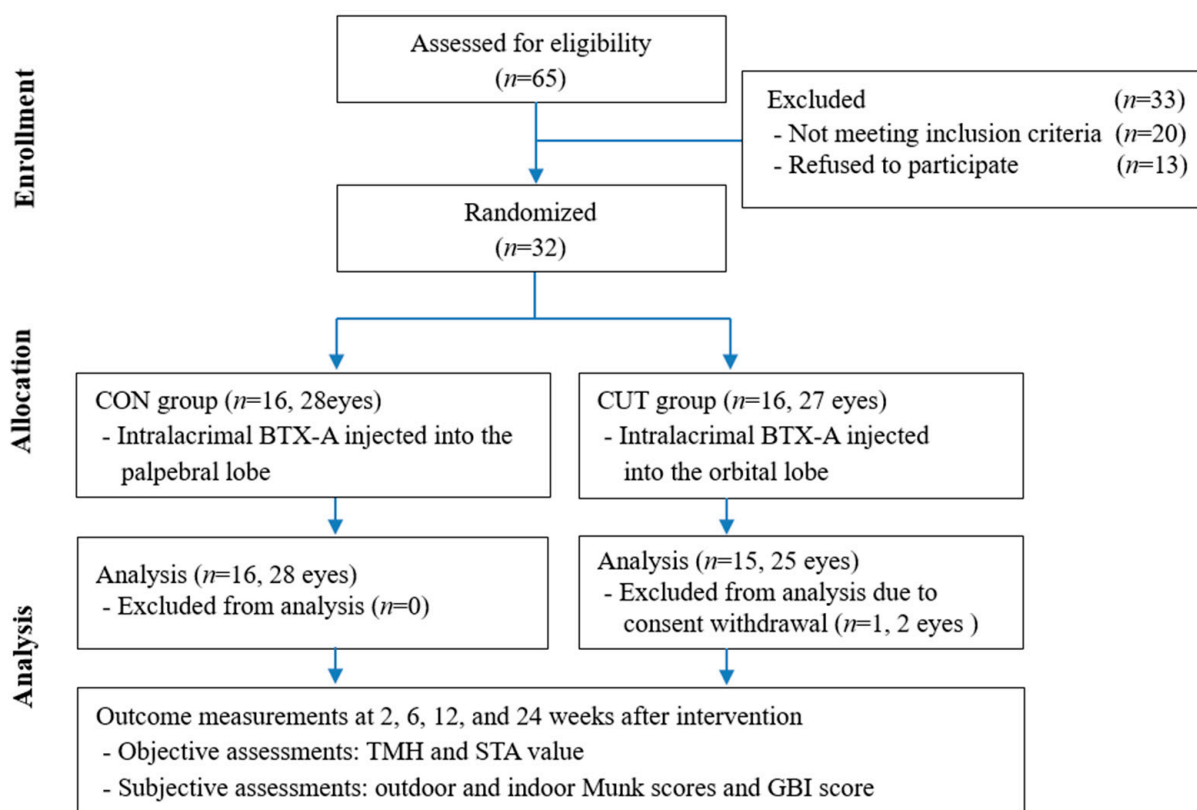 Enrollment
Assessed for eligibility
(n=65)
Excluded (n=33)
- Not meeting inclusion criteria (n=20)
- Refused to participate (n=13)
Randomized
(n=32)
Allocation
CON group (n=16, 28eyes)
- Intralacrimal BTX-A injected into the
palpebral lobe
CUT group (n=16, 27 eyes)
- Intralacrimal BTX-A injected
into the orbital lobe
Analysis
Analysis (n=16, 28 eyes)
- Excluded from analysis (n=0)
Analysis (n=15, 25 eyes)
- Excluded from analysis due to
consent withdrawal (n=1, 2 eyes )
Outcome measurements at 2, 6, 12, and 24 weeks after intervention
- Objective assessments: TMH and STA value
- Subjective assessments: outdoor and indoor Munk scores and GBI score